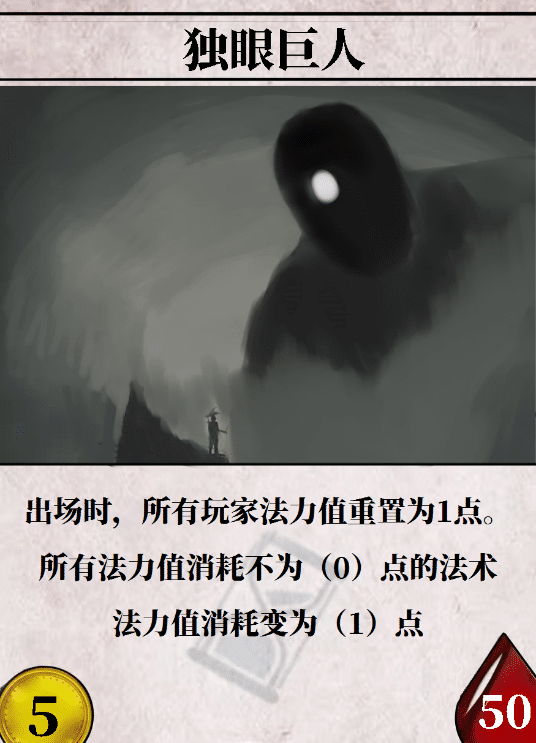 独眼巨人
出场时，所有玩家法力值重置为1点。
所有法力值消耗不为（0）点的法术
法力值消耗变为（1）点
5
50